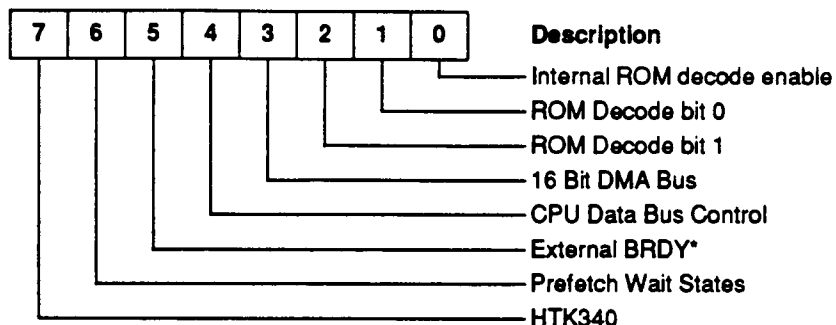 7 6 5 4 3 2 1 0 Description
Internal ROM decode enable
ROM Decode bit 0
ROM Decode bit 1
16 Bit DMA Bus
CPU Data Bus Control
External BRDY*
Prefetch Wait States
HTK340